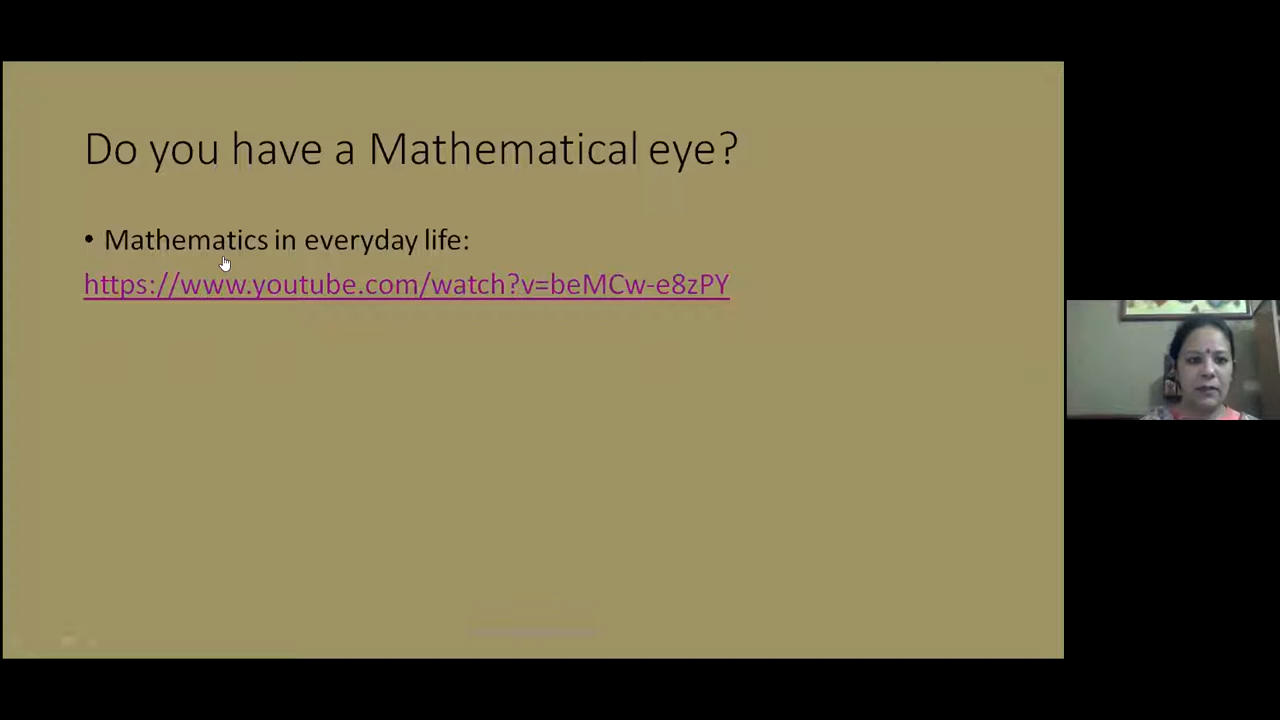 Do you have a Mathematical eye?
• Mathematics in everyday life:
https://www.youtube.com/watch?v=beMCw-e8zPY